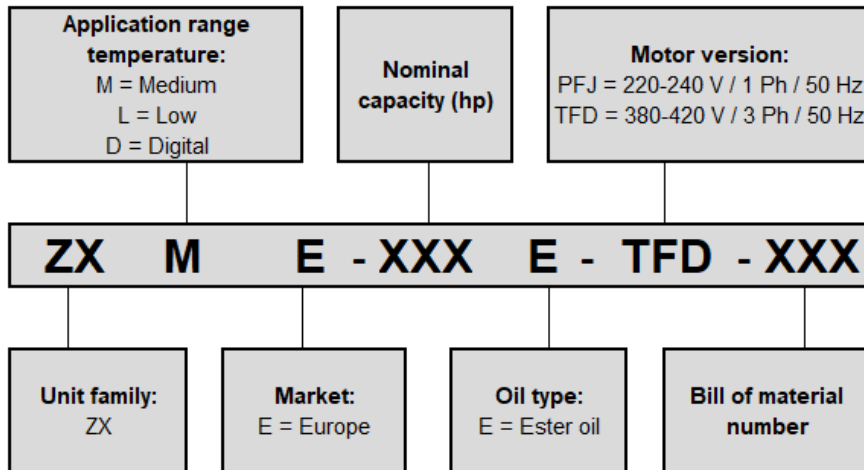 Application range
temperature:
M = Medium
L = Low
D = Digital
Nominal
capacity (hp)
Motor version:
PFJ = 220-240 V / 1 Ph / 50 Hz
TFD = 380-420 V / 3 Ph / 50 Hz
ZX M E - XXX E - TFD - XXX
Unit family:
ZX
Market:
E = Europe
Oil type:
E = Ester oil
Bill of material
number